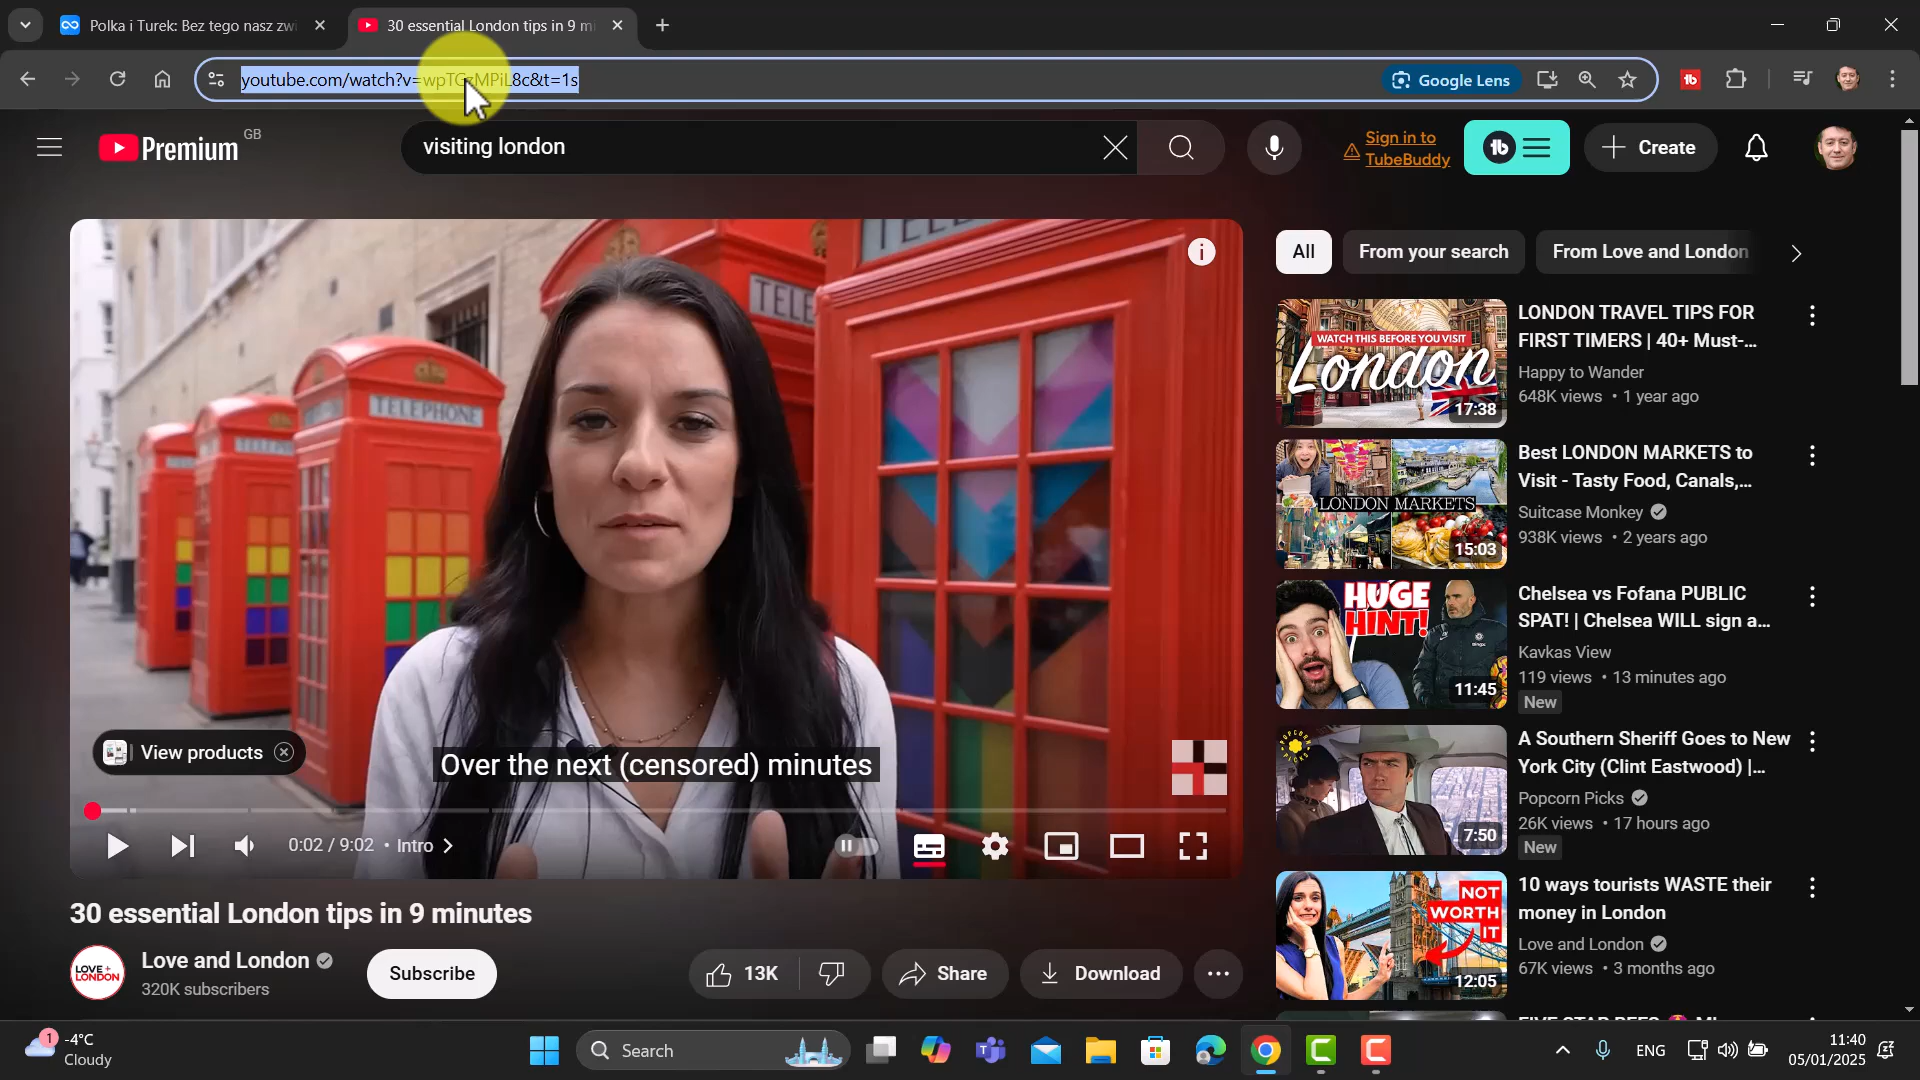 Polka i Turek: Bez tego nasz zwi
30 essential London tips in 9 mi
youtube.com/watch?v=wpTGzMPiL8c&t=1s
Google Lens
Premium GB
visiting london
Sign in to
TubeBuddy
Create
TELE
TELE
TELEPHONE
View products
Over the next (censored) minutes
0:02 / 9:02 • Intro
30 essential London tips in 9 minutes
LOVE+
LONDON
Love and London
320K subscribers
Subscribe
13K
Share
Download
All
From your search
From Love and London
WATCH THIS BEFORE YOU VISIT
London
17:38
LONDON TRAVEL TIPS FOR
FIRST TIMERS | 40+ Must-...
Happy to Wander
648K views • 1 year ago
LONDON MARKETS
15:03
Best LONDON MARKETS to
Visit - Tasty Food, Canals,...
Suitcase Monkey
938K views • 2 years ago
HUGE
HINT!
11:45
Chelsea vs Fofana PUBLIC
SPAT! | Chelsea WILL sign a...
Kavkas View
119 views • 13 minutes ago
New
POPCORN
PICKS
7:50
A Southern Sheriff Goes to New
York City (Clint Eastwood) |...
Popcorn Picks
26K views • 17 hours ago
New
NOT
WORTH
IT
12:05
10 ways tourists WASTE their
money in London
Love and London
67K views • 3 months ago
1
-4°C
Cloudy
Search
ENG
11:40
05/01/2025